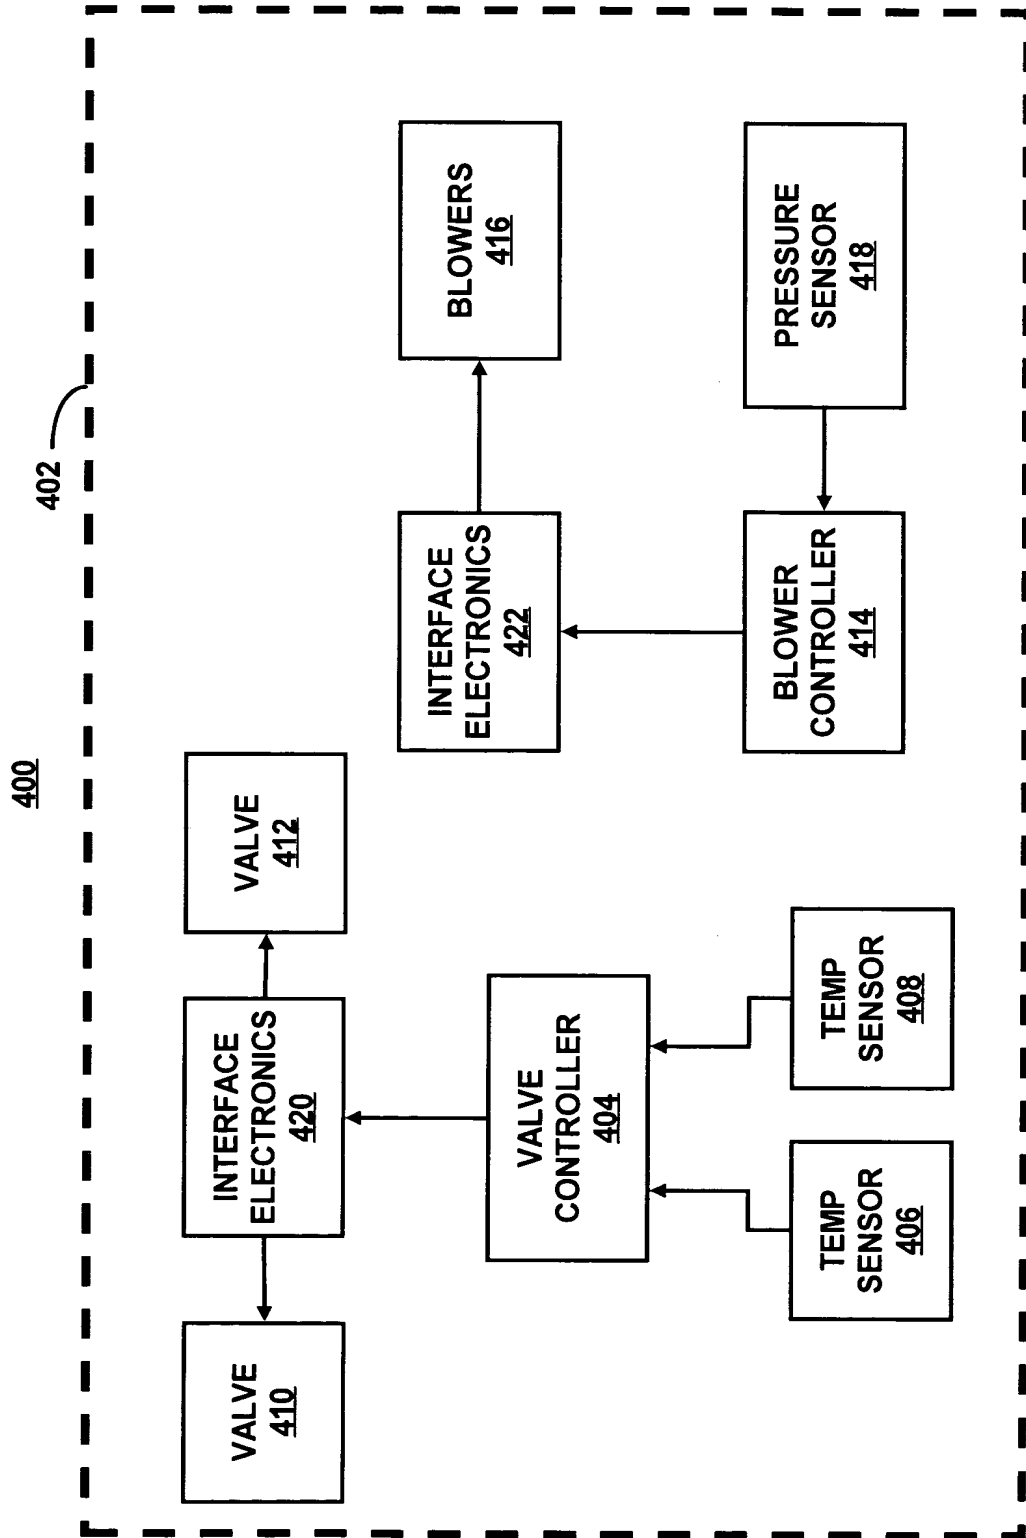 400
402
VALVE
410
INTERFACE
ELECTRONICS
420
VALVE
412
VALVE
CONTROLLER
404
TEMP
SENSOR
406
TEMP
SENSOR
408
INTERFACE
ELECTRONICS
422
BLOWERS
416
BLOWER
CONTROLLER
414
PRESSURE
SENSOR
418